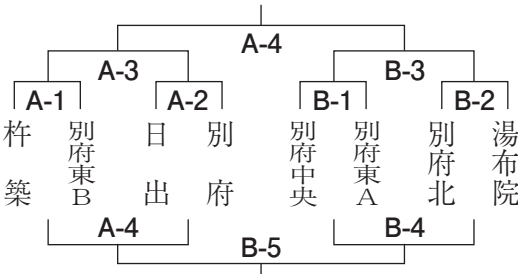 A-4
A-3
B-3
A-1
A-2
B-1
B-2
杵築
別府東B
日出
別府
別府中央
別府東A
別府北
湯布院
A-4
B-4
B-5